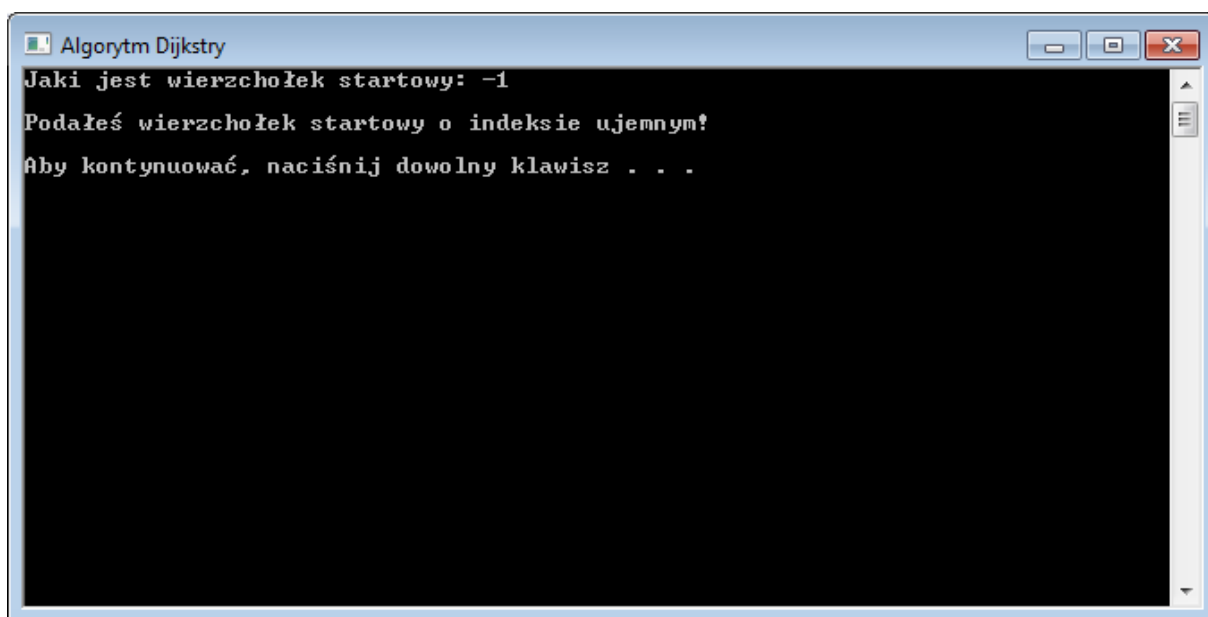 Algorytm Dijkstry
Jaki jest wierzchołek startowy: -1
Podałeś wierzchołek startowy o indeksie ujemnym!
Aby kontynuować, naciśnij dowolny klawisz . . .